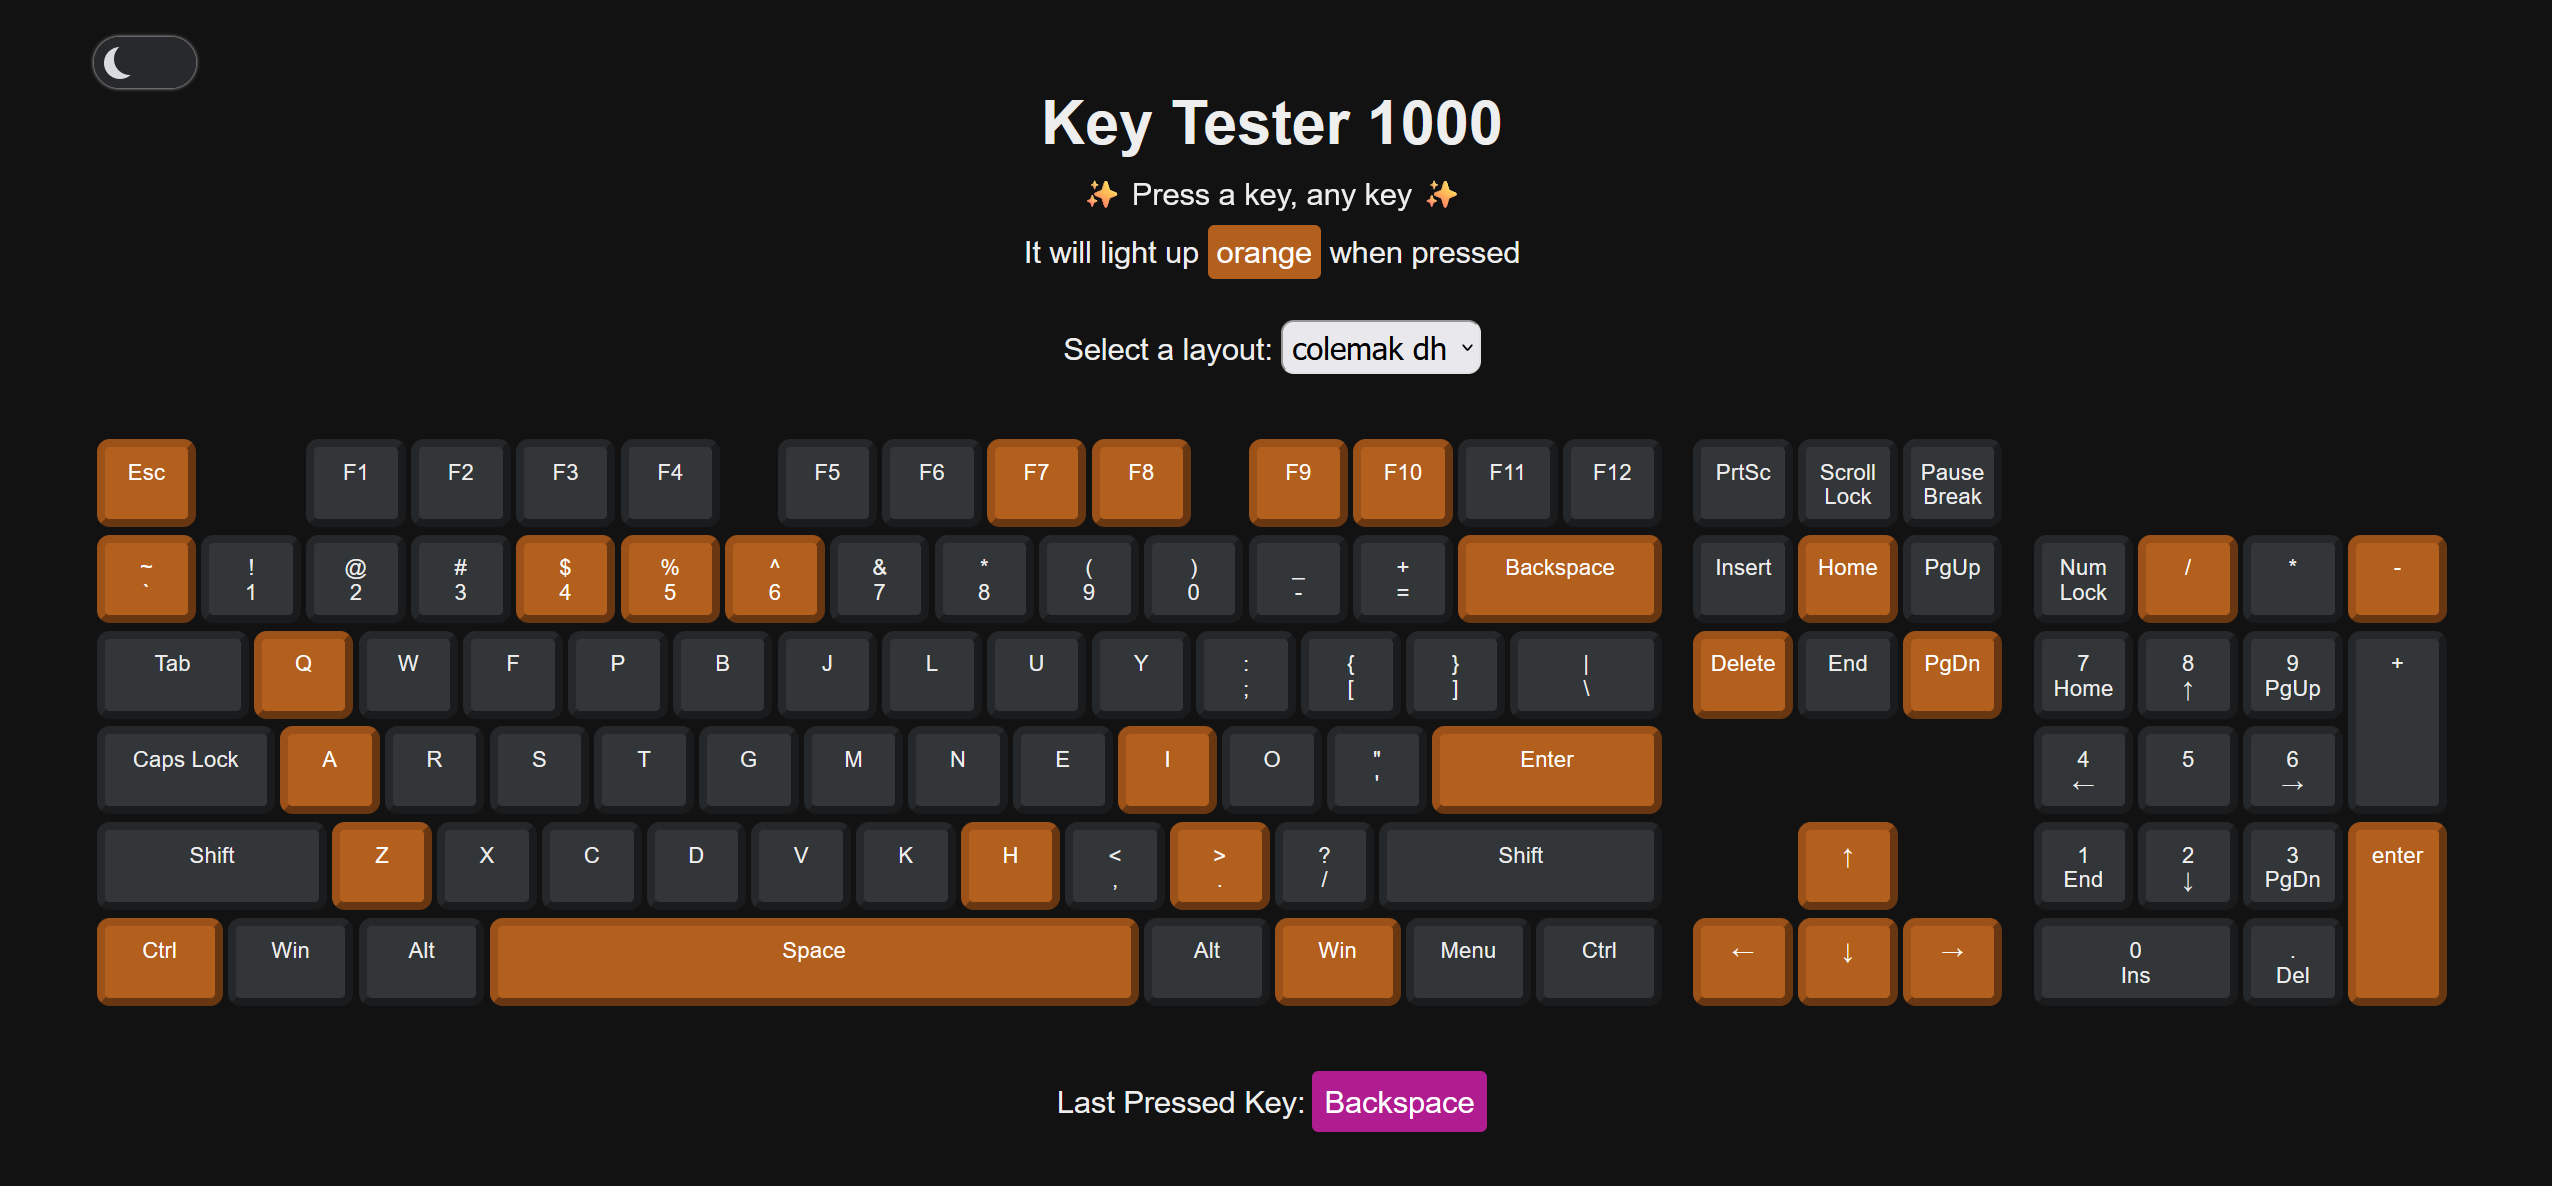 Key Tester 1000
✨ Press a key, any key ✨
It will light up orange when pressed
Select a layout: colemak dh
Esc F1 F2 F3 F4 F5 F6 F7 F8 F9 F10 F11 F12 PrtSc Scroll Lock Pause Break
~ ` ! 1 @ 2 # 3 $ 4 % 5 ^ 6 & 7 * 8 ( 9 ) 0 _ - + = Backspace Insert Home PgUp Num Lock / * -
Tab Q W F P B J L U Y : ; { [ } ] | \ Delete End PgDn 7 Home 8 ↑ 9 PgUp +
Caps Lock A R S T G M N E I O " ' Enter 4 ← 5 6 →
Shift Z X C D V K H < , > . ? / Shift ↑ 1 End 2 ↓ 3 PgDn enter
Ctrl Win Alt Space Alt Win Menu Ctrl ← ↓ → 0 Ins . Del
Last Pressed Key: Backspace